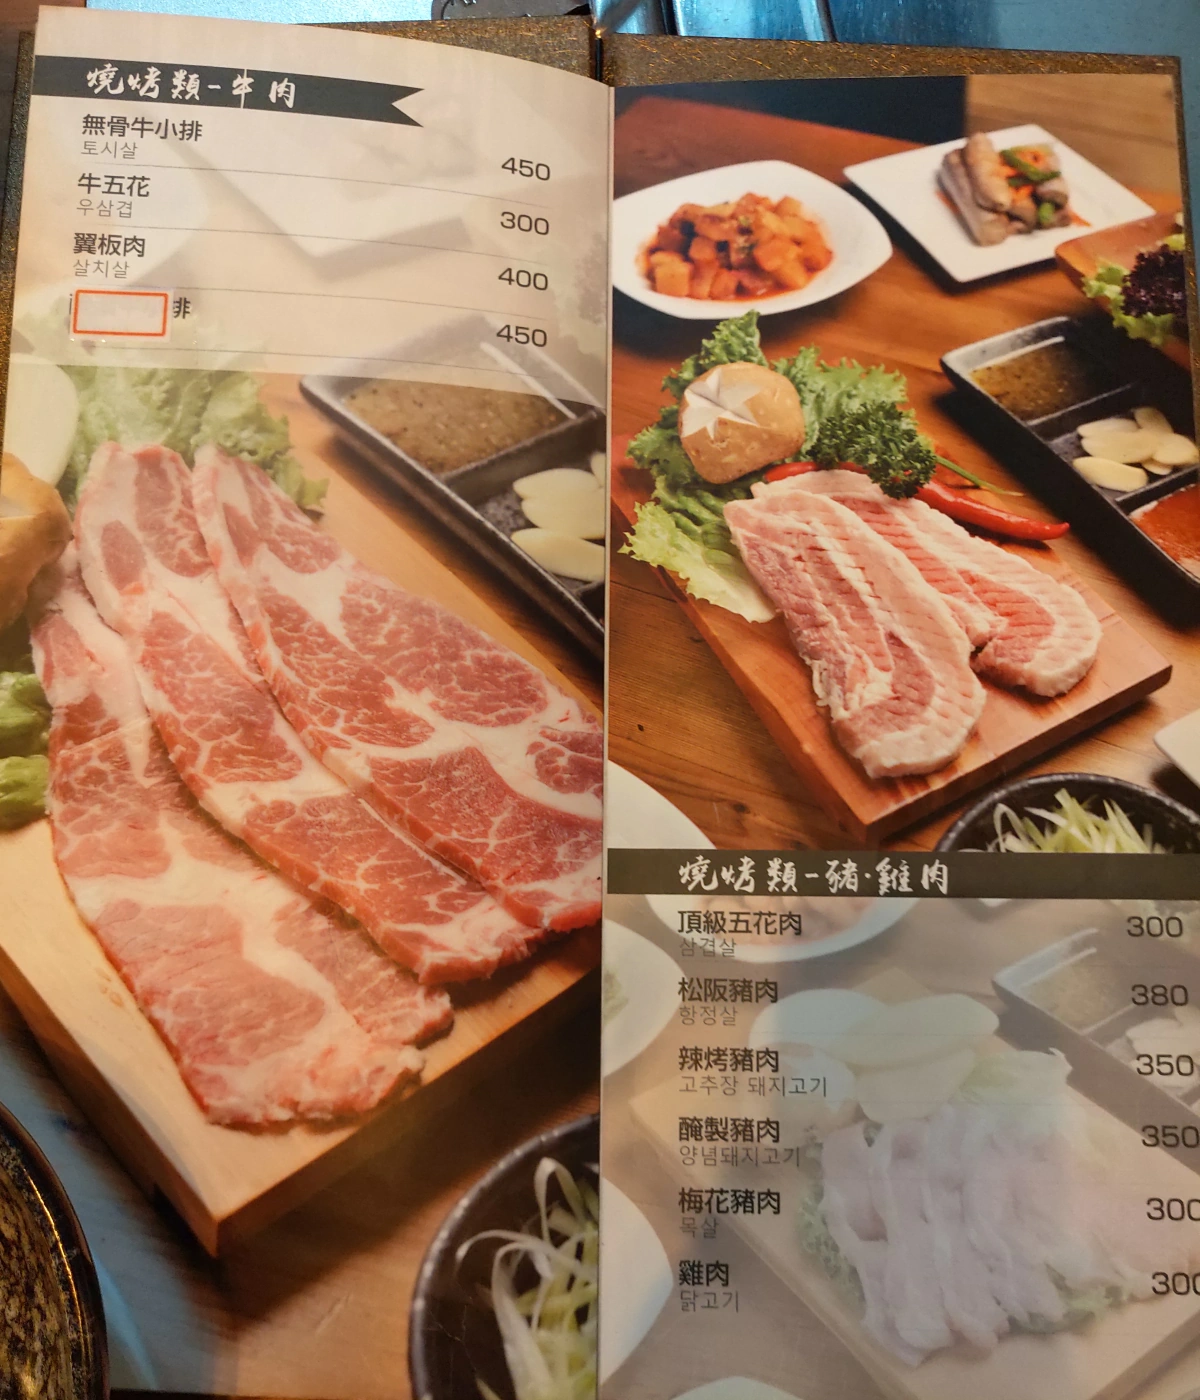 燒烤類-牛肉
無骨牛小排
토시살
450
牛五花
우삼겹
300
翼板肉
살치살
400
排
450
燒烤類-豬·雞肉
頂級五花肉
삼겹살
300
松阪豬肉
항정살
380
辣烤豬肉
고추장 돼지고기
350
醃製豬肉
양념돼지고기
350
梅花豬肉
목살
300
雞肉
닭고기
300